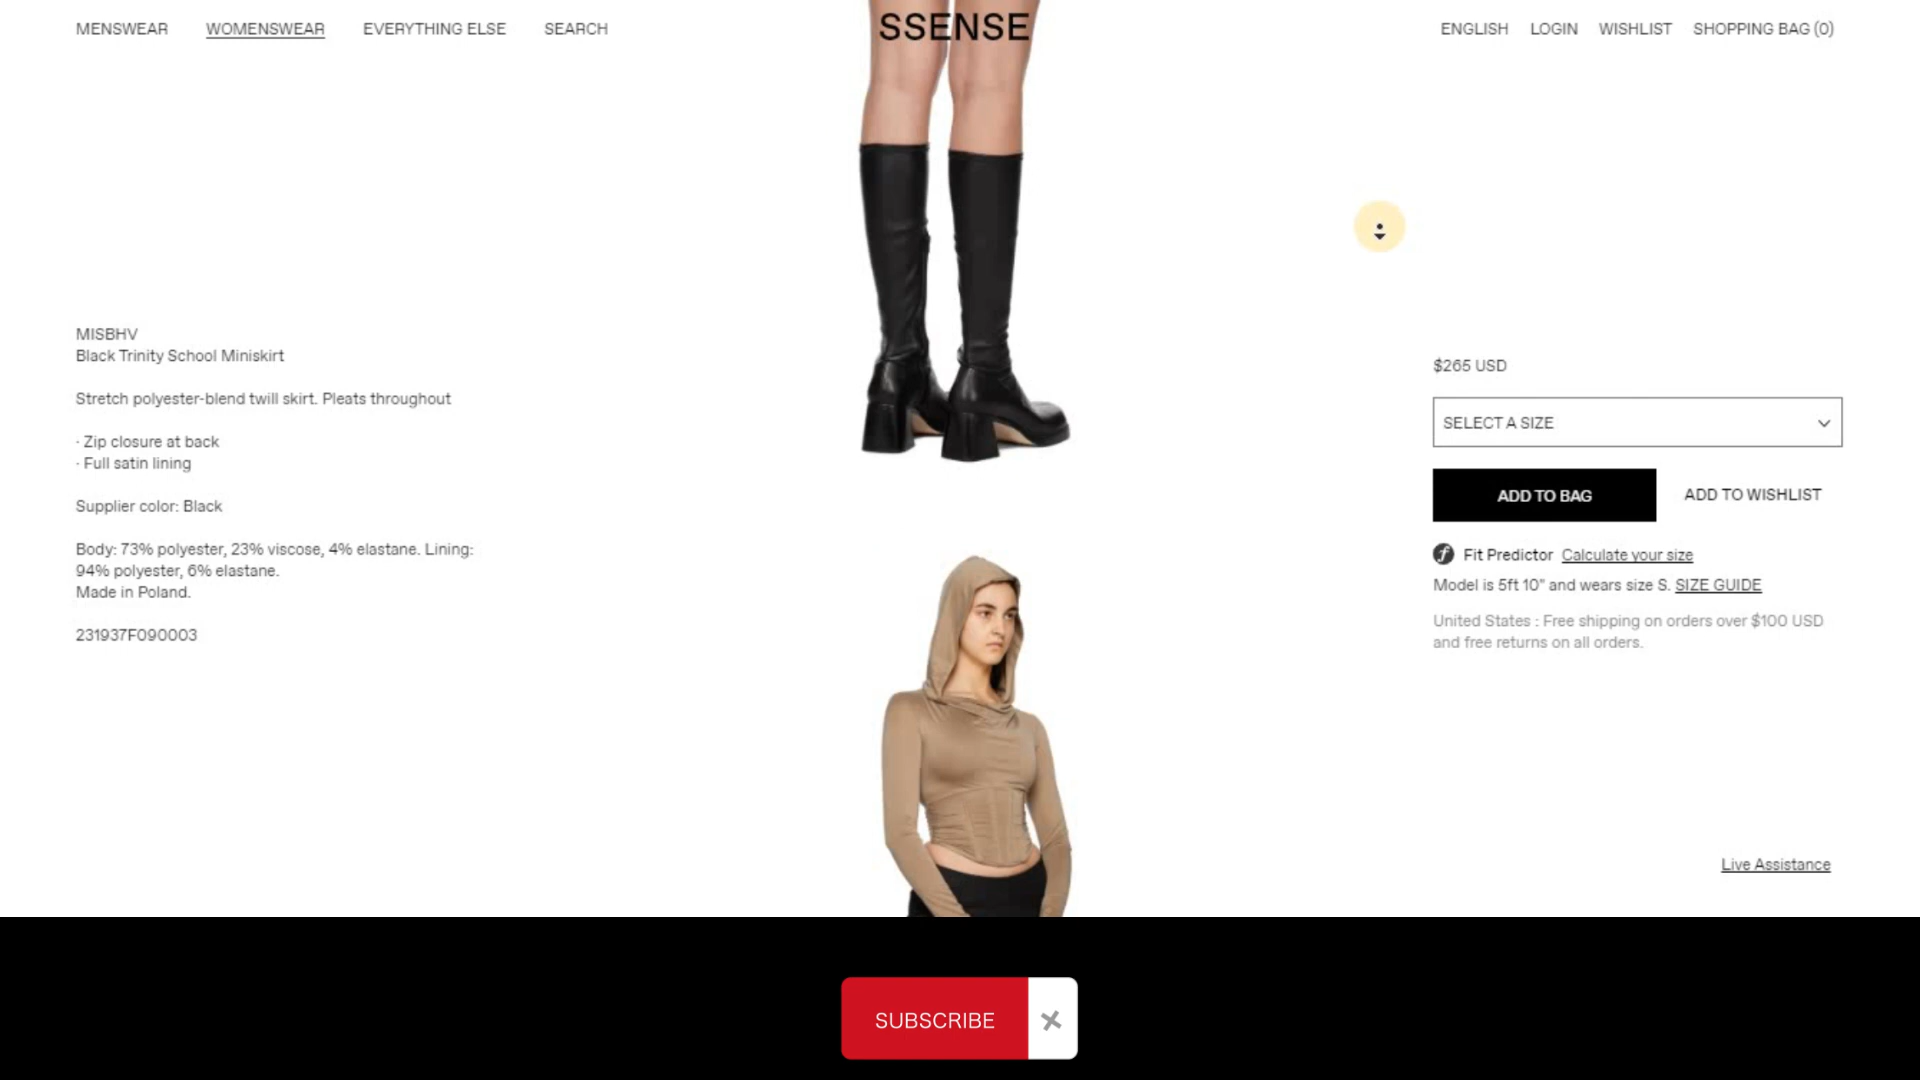 MENSWEAR WOMENSWEAR EVERYTHING ELSE SEARCH SSENSE ENGLISH LOGIN WISHLIST SHOPPING BAG (0)
MISBHV
Black Trinity School Miniskirt
Stretch polyester-blend twill skirt. Pleats throughout
· Zip closure at back
· Full satin lining
Supplier color: Black
Body: 73% polyester, 23% viscose, 4% elastane. Lining:
94% polyester, 6% elastane.
Made in Poland.
231937F090003
$265 USD
SELECT A SIZE
ADD TO BAG ADD TO WISHLIST
Fit Predictor Calculate your size
Model is 5ft 10" and wears size S. SIZE GUIDE
United States : Free shipping on orders over $100 USD
and free returns on all orders.
Live Assistance
SUBSCRIBE